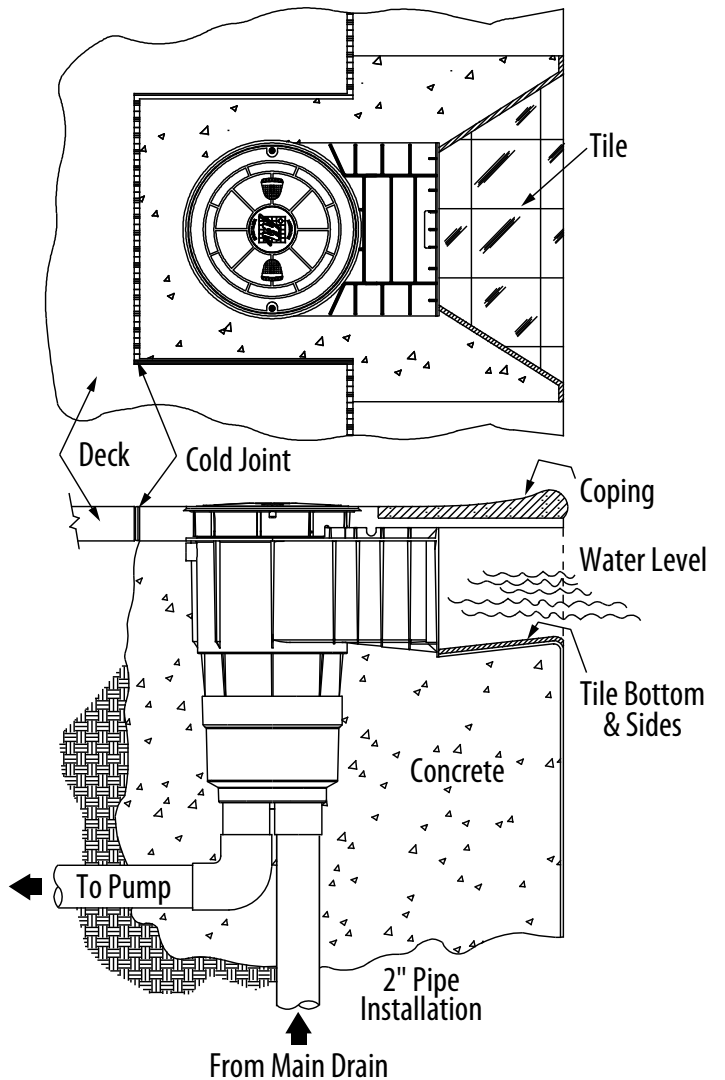 Tile
Deck
Cold Joint
Coping
Water Level
Tile Bottom
& Sides
Concrete
To Pump
2" Pipe
Installation
From Main Drain